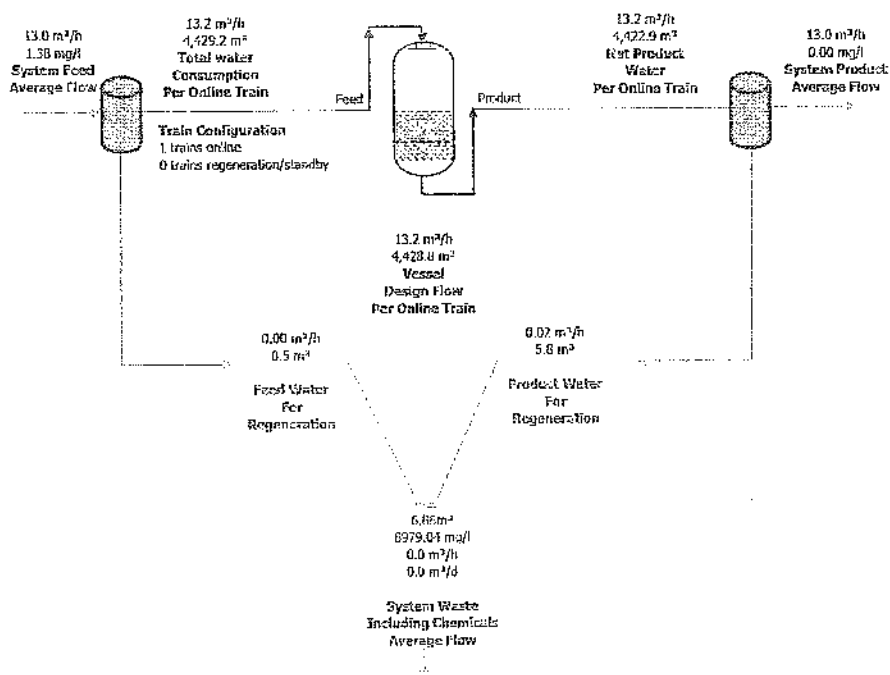 13.0 m³/h
1.38 mg/l
System Feed
Average Flow
13.2 m³/h
4,429.2 m³
Total water
Consumption
Per Online Train
Train Configuration
1 trains online
0 trains regeneration/standby
Feed
Product
13.2 m³/h
4,422.9 m³
Net Product
Water
Per Online Train
13.0 m³/h
0.00 mg/l
System Product
Average Flow
13.2 m³/h
4,428.8 m³
Vessel
Design Flow
Per Online Train
0.00 m³/h
0.5 m³
Feed Water
For
Regeneration
0.02 m³/h
5.8 m³
Product Water
For
Regeneration
6.86m³
8979.04 mg/l
0.0 m³/h
0.0 m³/d
System Waste
Including Chemicals
Average Flow